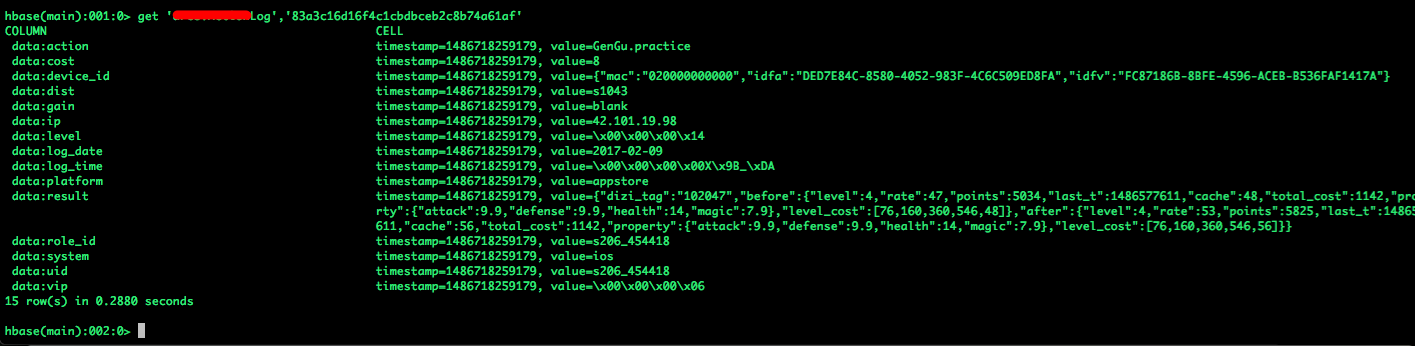 hbase(main):001:0> get 'Log','83a3c16d16f4c1cbdbceb2c8b74a61af'
COLUMN CELL
data:action timestamp=1486718259179, value=GenGu.practice
data:cost timestamp=1486718259179, value=8
data:device_id timestamp=1486718259179, value={"mac":"020000000000","idfa":"DED7E84C-8580-4052-983F-4C6C509ED8FA","idfv":"FC87186B-8BFE-4596-ACEB-B536FAF1417A"}
data:dist timestamp=1486718259179, value=s1043
data:gain timestamp=1486718259179, value=blank
data:ip timestamp=1486718259179, value=42.101.19.98
data:level timestamp=1486718259179, value=\x00\x00\x00\x14
data:log_date timestamp=1486718259179, value=2017-02-09
data:log_time timestamp=1486718259179, value=\x00\x00\x00\x00X\x9B_\xDA
data:platform timestamp=1486718259179, value=appstore
data:result timestamp=1486718259179, value={"dizi_tag":"102047","before":{"level":4,"rate":47,"points":5034,"last_t":1486577611,"cache":48,"total_cost":1142,"pro
rty":{"attack":9.9,"defense":9.9,"health":14,"magic":7.9},"level_cost":[76,160,360,546,48]},"after":{"level":4,"rate":53,"points":5825,"last_t":14865
611,"cache":56,"total_cost":1142,"property":{"attack":9.9,"defense":9.9,"health":14,"magic":7.9},"level_cost":[76,160,360,546,56]}}
data:role_id timestamp=1486718259179, value=s206_454418
data:system timestamp=1486718259179, value=ios
data:uid timestamp=1486718259179, value=s206_454418
data:vip timestamp=1486718259179, value=\x00\x00\x00\x06
15 row(s) in 0.2880 seconds
hbase(main):002:0>